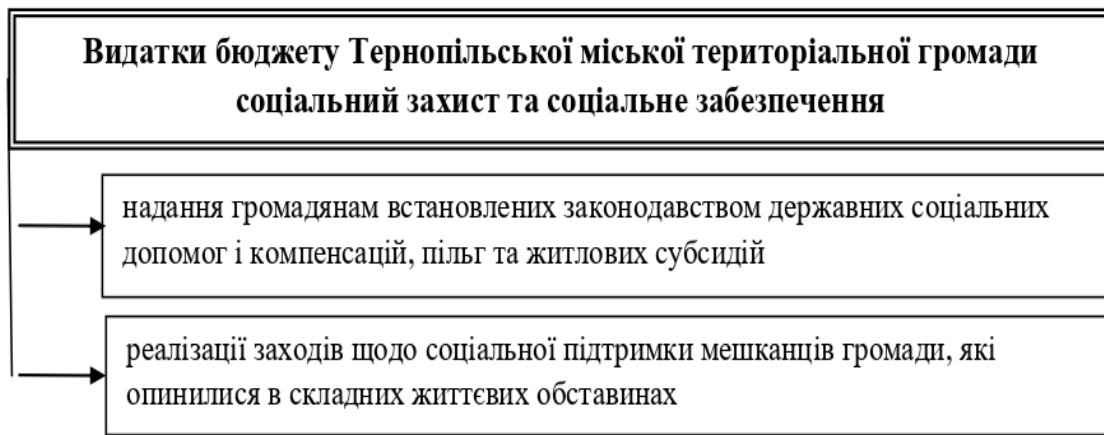 Видатки бюджету Тернопільської міської територіальної громади
соціальний захист та соціальне забезпечення
надання громадянам встановлених законодавством державних соціальних
допомог і компенсацій, пільг та житлових субсидій
реалізації заходів щодо соціальної підтримки мешканців громади, які
опинилися в складних життєвих обставинах